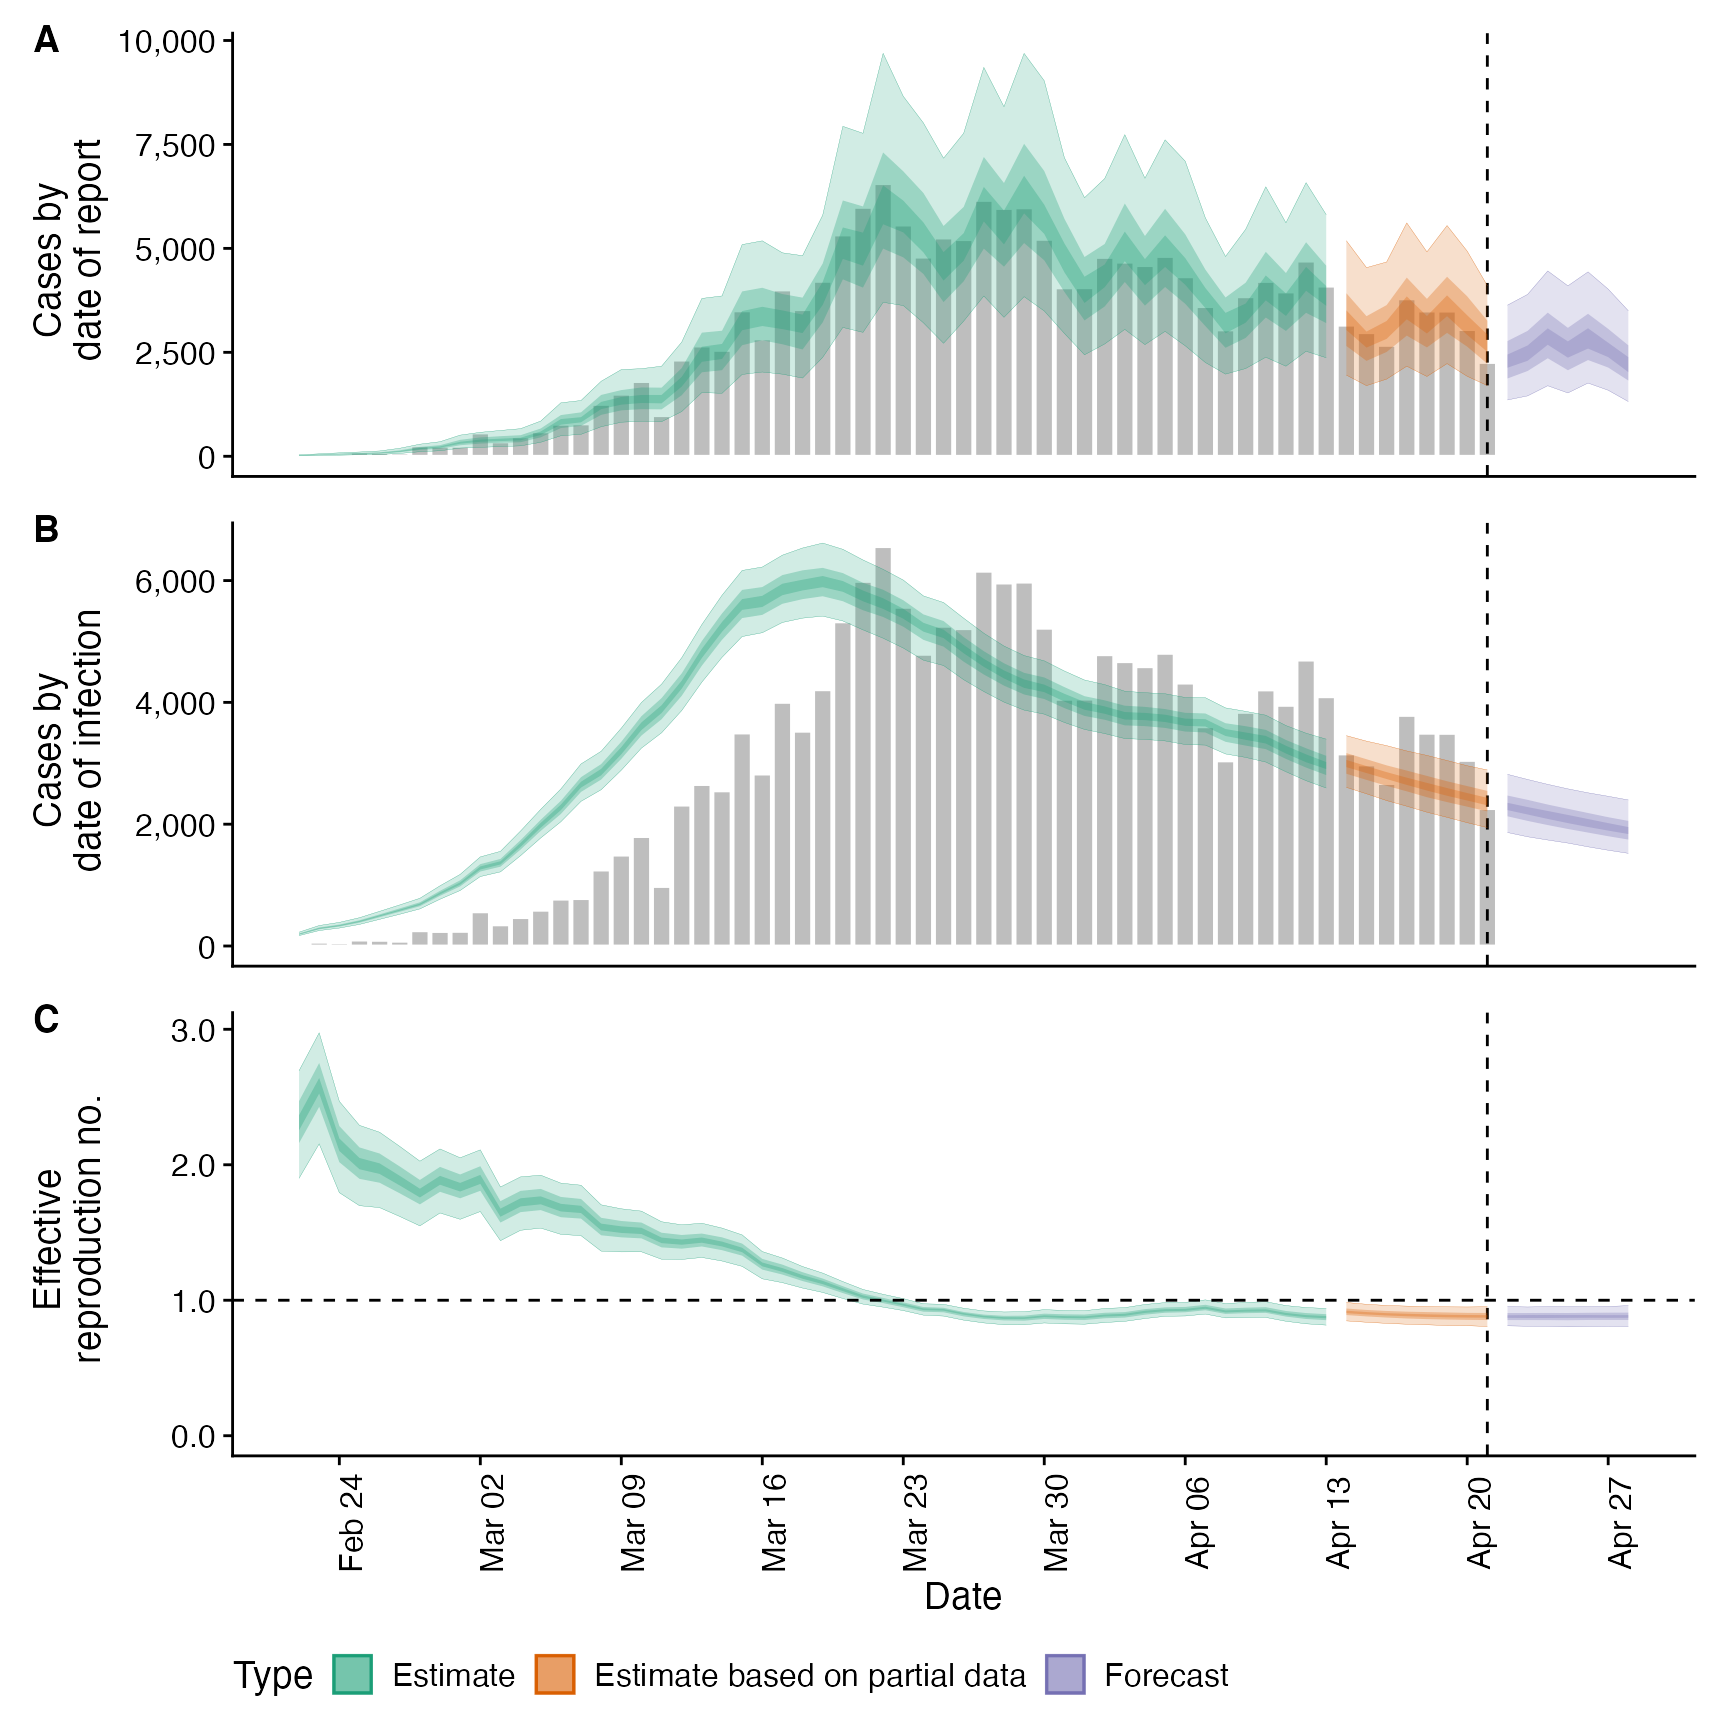 A
10,000
7,500
5,000
2,500
0
Cases by
date of report
B
6,000
4,000
2,000
0
Cases by
date of infection
C
3.0
2.0
1.0
0.0
Effective
reproduction no.
Feb 24
Mar 02
Mar 09
Mar 16
Mar 23
Mar 30
Apr 06
Apr 13
Apr 20
Apr 27
Date
Type Estimate Estimate based on partial data Forecast